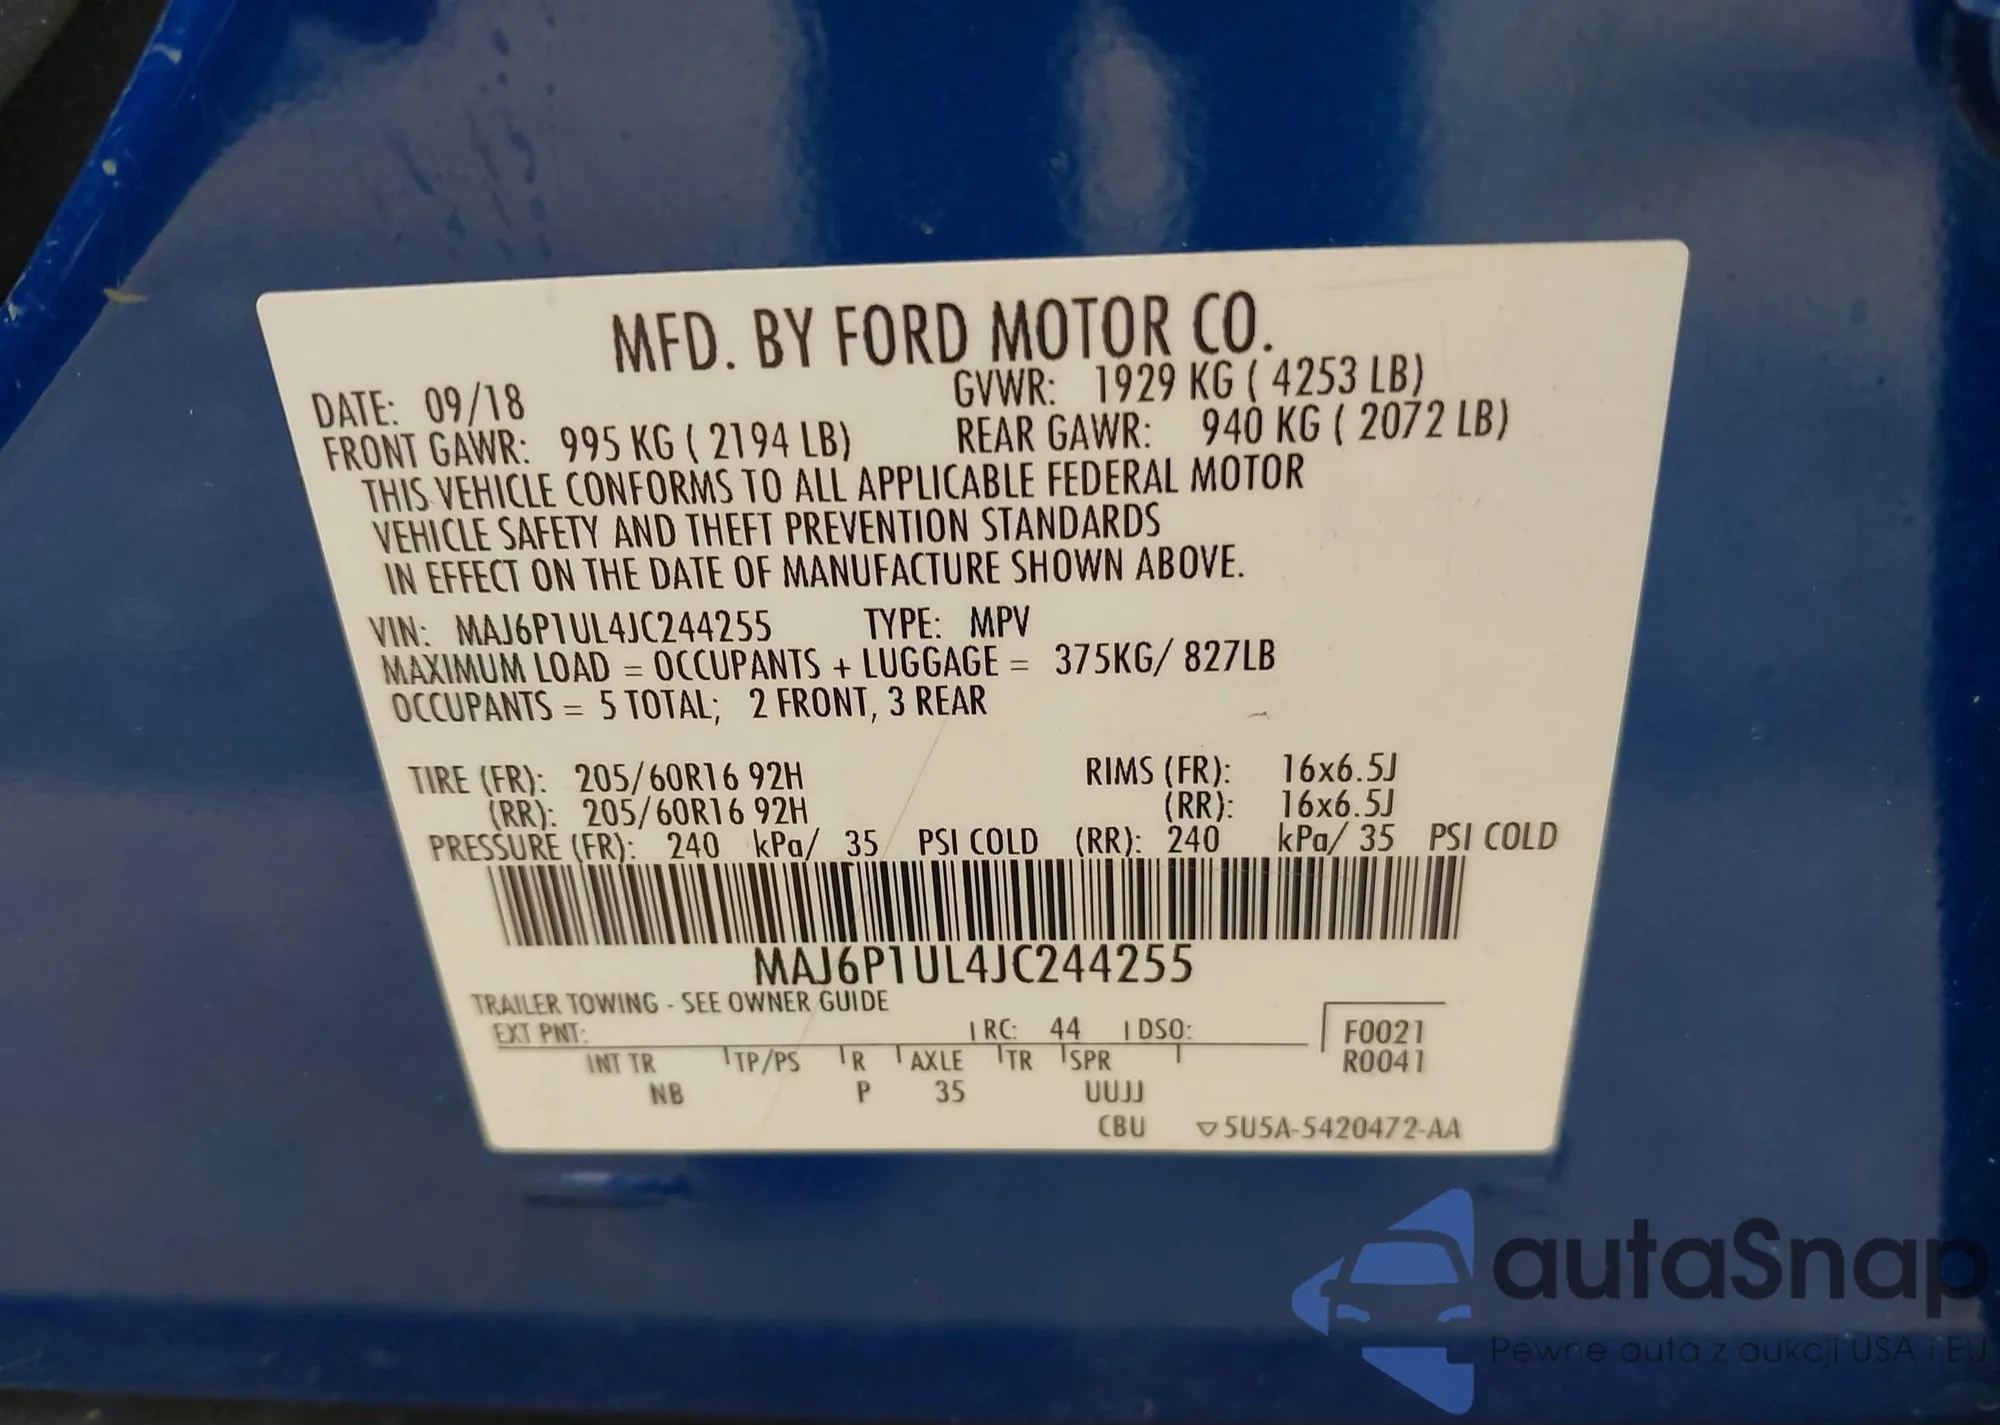 MFD. BY FORD MOTOR CO.
DATE: 09/18 GVWR: 1929 KG ( 4253 LB)
FRONT GAWR: 995 KG ( 2194 LB) REAR GAWR: 940 KG ( 2072 LB)
THIS VEHICLE CONFORMS TO ALL APPLICABLE FEDERAL MOTOR
VEHICLE SAFETY AND THEFT PREVENTION STANDARDS
IN EFFECT ON THE DATE OF MANUFACTURE SHOWN ABOVE.
VIN: MAJ6P1UL4JC244255 TYPE: MPV
MAXIMUM LOAD = OCCUPANTS + LUGGAGE = 375KG/ 827LB
OCCUPANTS = 5 TOTAL; 2 FRONT, 3 REAR
TIRE (FR): 205/60R16 92H RIMS (FR): 16x6.5J
(RR): 205/60R16 92H (RR): 16x6.5J
PRESSURE (FR): 240 kPa/ 35 PSI COLD (RR): 240 kPa/ 35 PSI COLD
MAJ6P1UL4JC244255
TRAILER TOWING - SEE OWNER GUIDE
EXT PNT: RC: 44 DSO: F0021
INT TR TP/PS R AXLE TR SPR R0041
NB P 35 UUJJ
CBU ▽5U5A-5420472-AA
autaSnap
Pewne auta z aukcji USA i EU